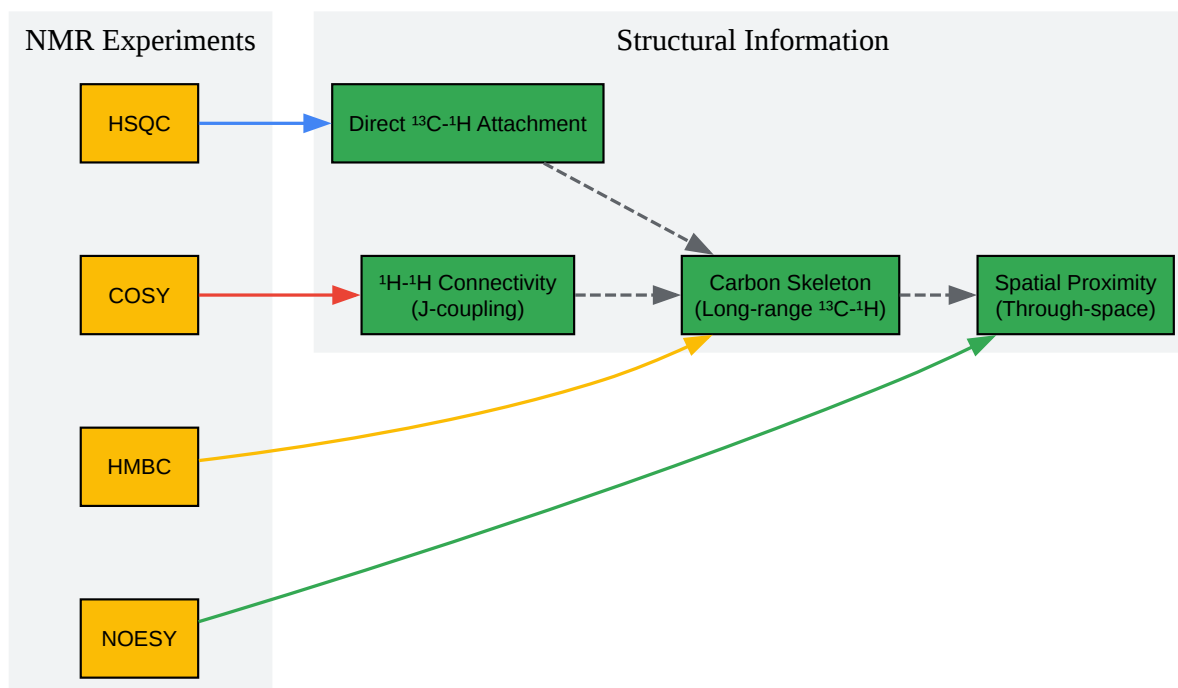 NMR Experiments
Structural Information
HSQC
Direct ¹³C-¹H Attachment
COSY
¹H-¹H Connectivity
(J-coupling)
Carbon Skeleton
(Long-range ¹³C-¹H)
Spatial Proximity
(Through-space)
HMBC
NOESY